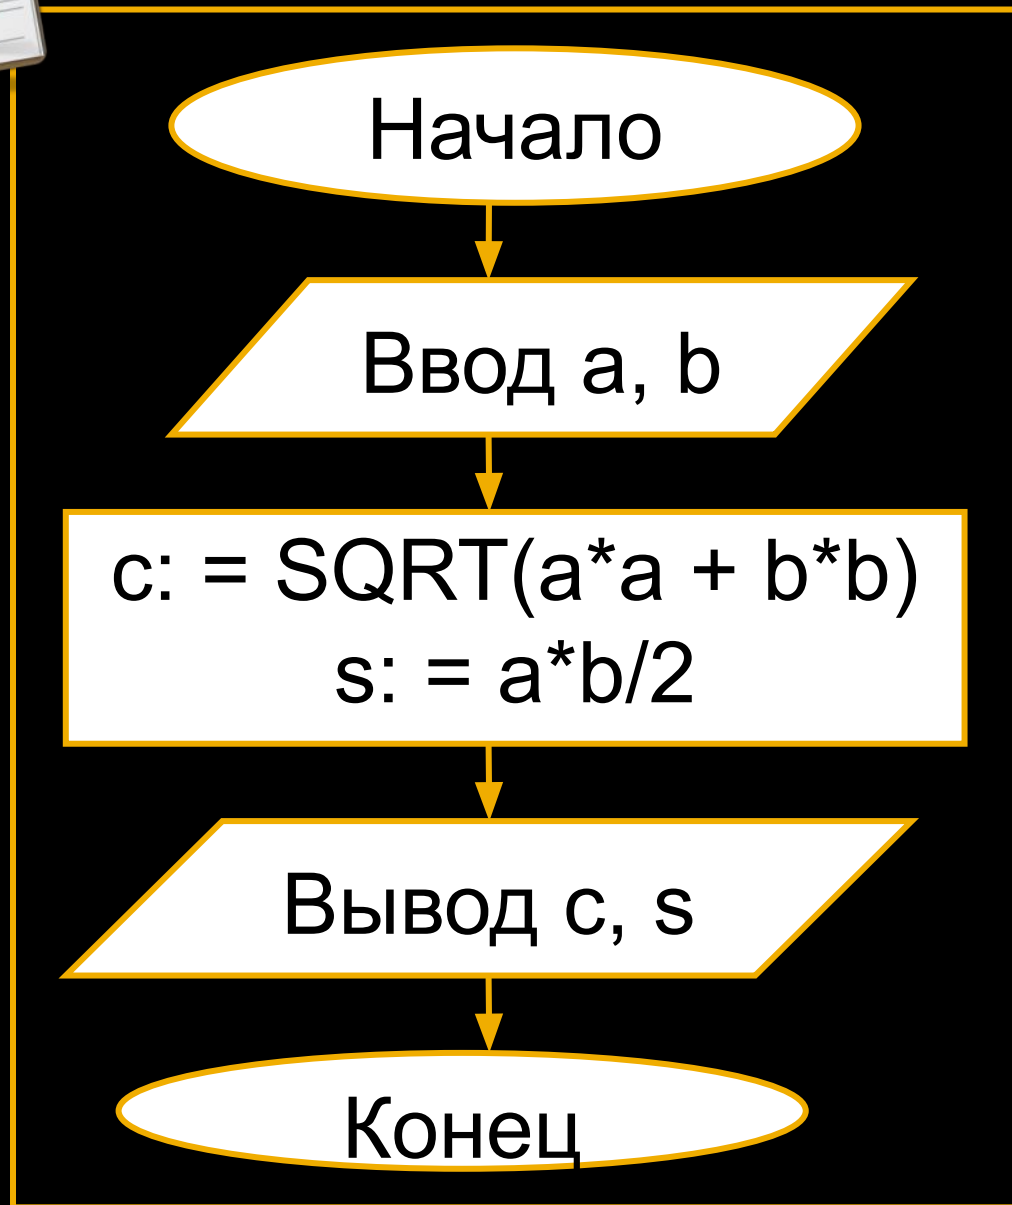 Начало
Ввод a, b
c: = SQRT(a*a + b*b)
s: = a*b/2
Вывод c, s
Конец